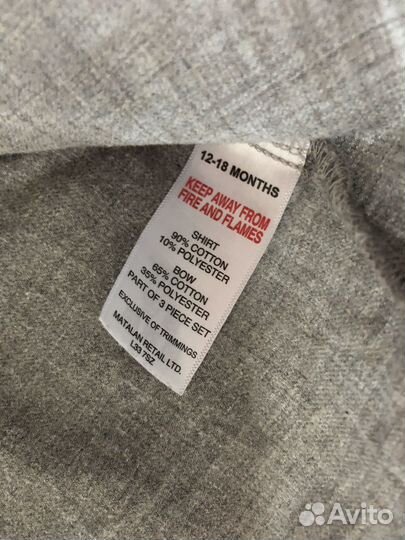 12-18 MONTHS
KEEP AWAY FROM
FIRE AND FLAMES
SHIRT
90% COTTON
10% POLYESTER
BOW
65% COTTON
35% POLYESTER
PART OF 3 PIECE SET
EXCLUSIVE OF TRIMMINGS
MATALAN RETAIL LTD.
L33 7SZ
Avito